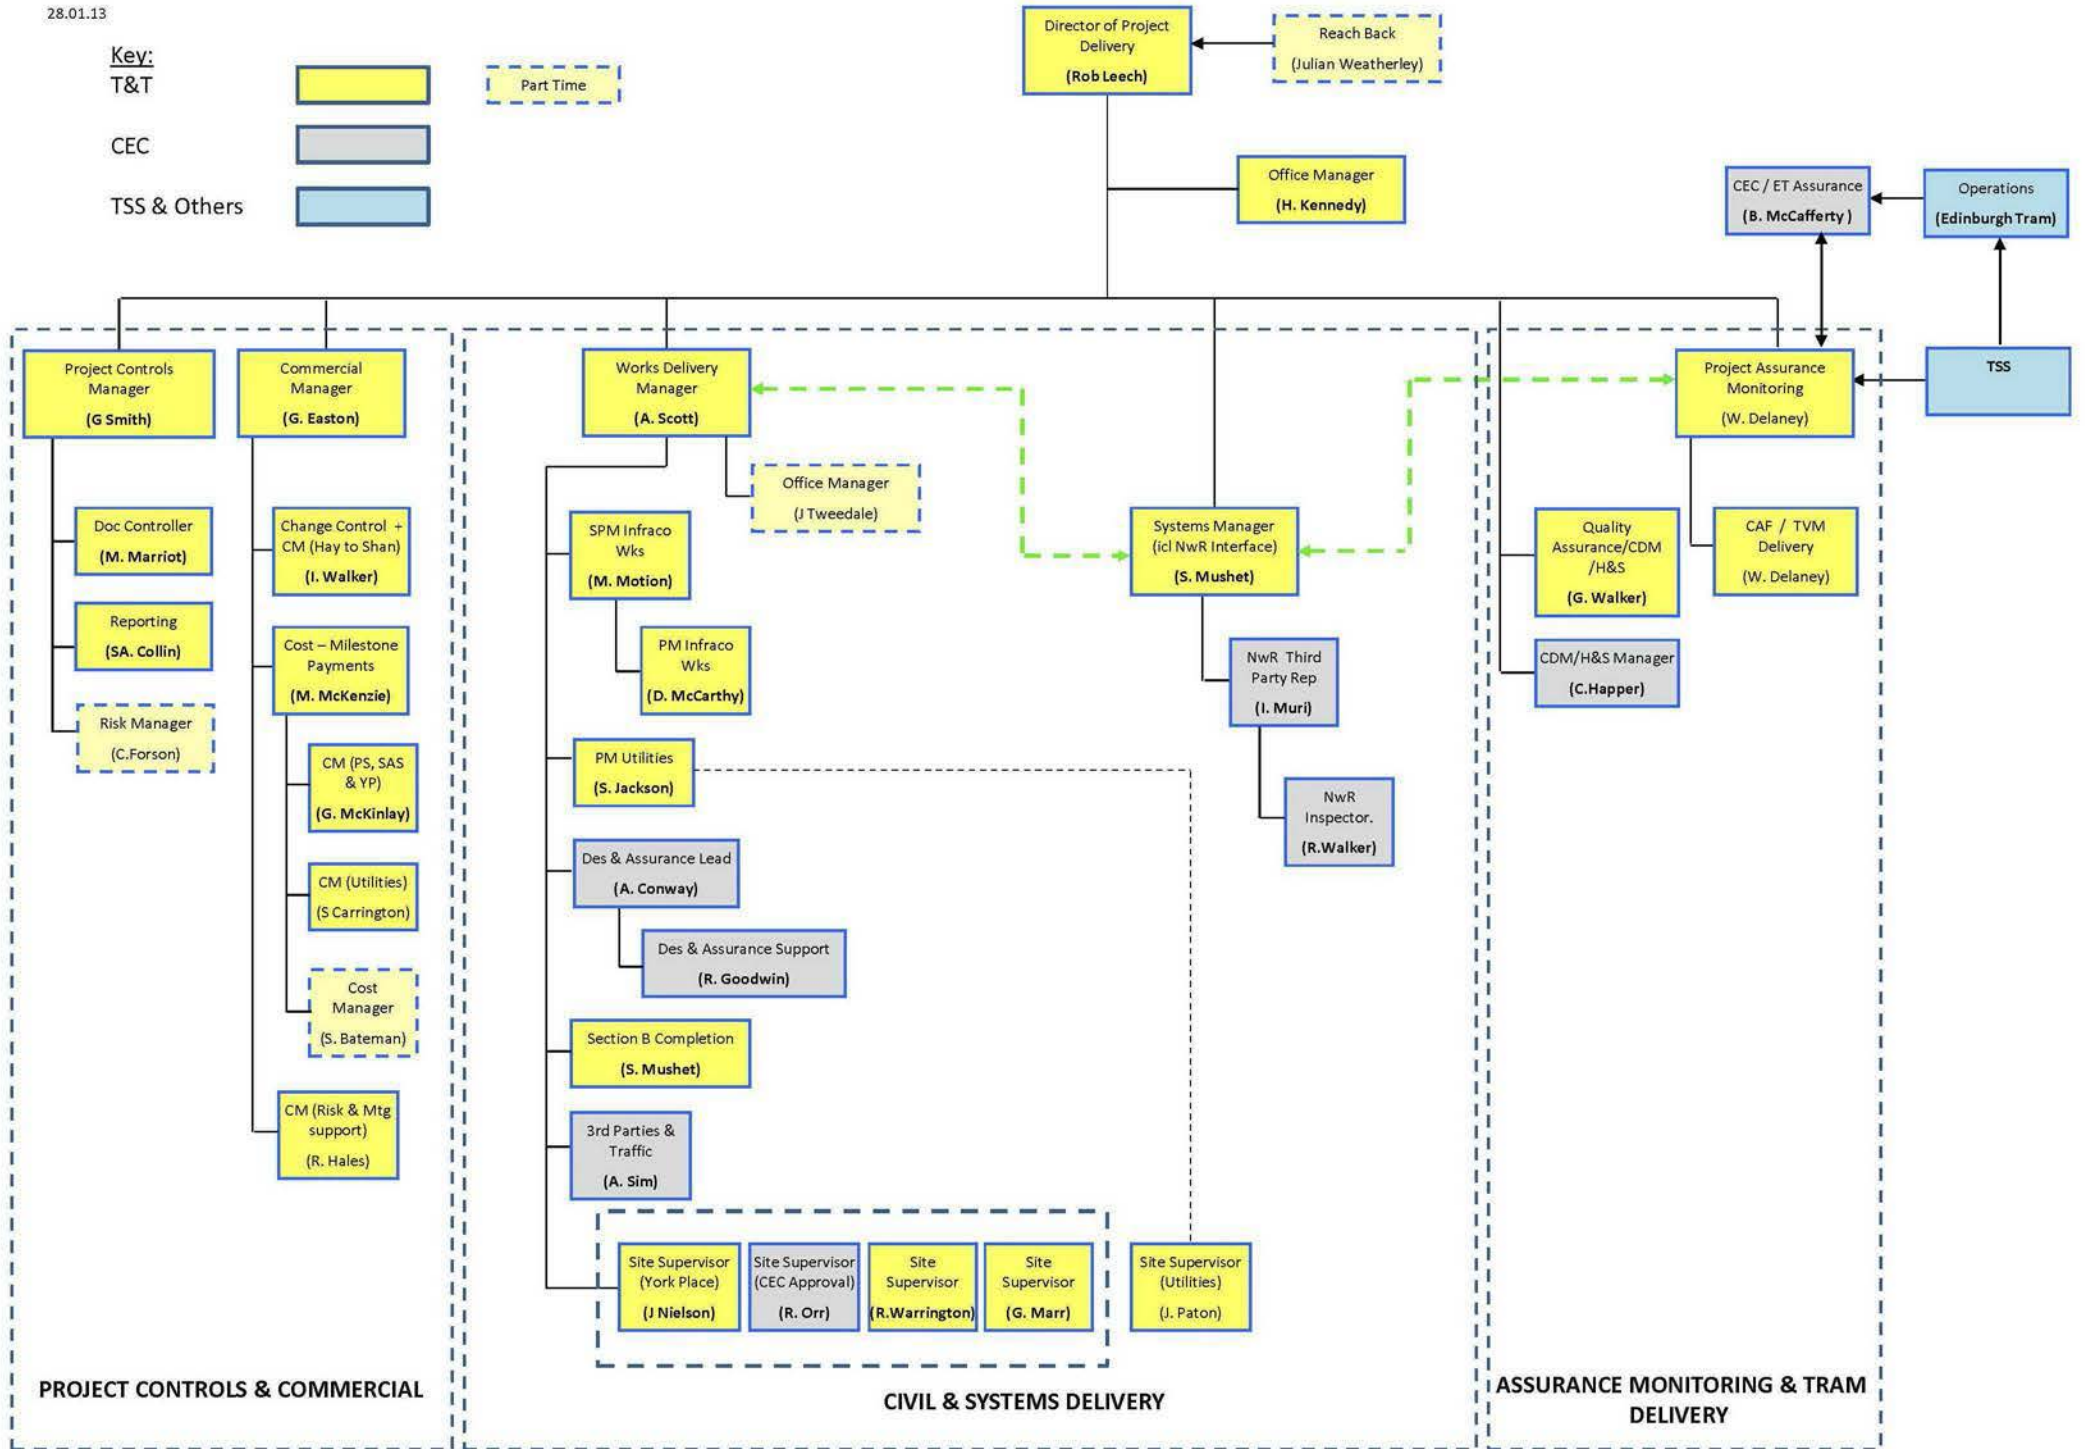 28.01.13
Key:
T&T
Part Time
CEC
TSS & Others
Director of Project
Delivery
(Rob Leech)
Reach Back
(Julian Weatherley)
Office Manager
(H. Kennedy)
CEC / ET Assurance
(B. McCafferty )
Operations
(Edinburgh Tram)
TSS
Project Controls
Manager
(G Smith)
Doc Controller
(M. Marriot)
Reporting
(SA. Collin)
Risk Manager
(C.Forson)
Commercial
Manager
(G. Easton)
Change Control +
CM (Hay to Shan)
(I. Walker)
Cost – Milestone
Payments
(M. McKenzie)
CM (PS, SAS
& YP)
(G. McKinlay)
CM (Utilities)
(S Carrington)
Cost
Manager
(S. Bateman)
CM (Risk & Mtg
support)
(R. Hales)
PROJECT CONTROLS & COMMERCIAL
Works Delivery
Manager
(A. Scott)
Office Manager
(J Tweedale)
SPM Infraco
Wks
(M. Motion)
PM Infraco
Wks
(D. McCarthy)
PM Utilities
(S. Jackson)
Des & Assurance Lead
(A. Conway)
Des & Assurance Support
(R. Goodwin)
Section B Completion
(S. Mushet)
3rd Parties &
Traffic
(A. Sim)
Site Supervisor
(York Place)
(J Nielson)
Site Supervisor
(CEC Approval)
(R. Orr)
Site
Supervisor
(R.Warrington)
Site
Supervisor
(G. Marr)
Site Supervisor
(Utilities)
(J. Paton)
Systems Manager
(icl NwR Interface)
(S. Mushet)
NwR Third
Party Rep
(I. Muri)
NwR
Inspector.
(R.Walker)
CIVIL & SYSTEMS DELIVERY
Project Assurance
Monitoring
(W. Delaney)
Quality
Assurance/CDM
/H&S
(G. Walker)
CAF / TVM
Delivery
(W. Delaney)
CDM/H&S Manager
(C.Happer)
ASSURANCE MONITORING & TRAM
DELIVERY